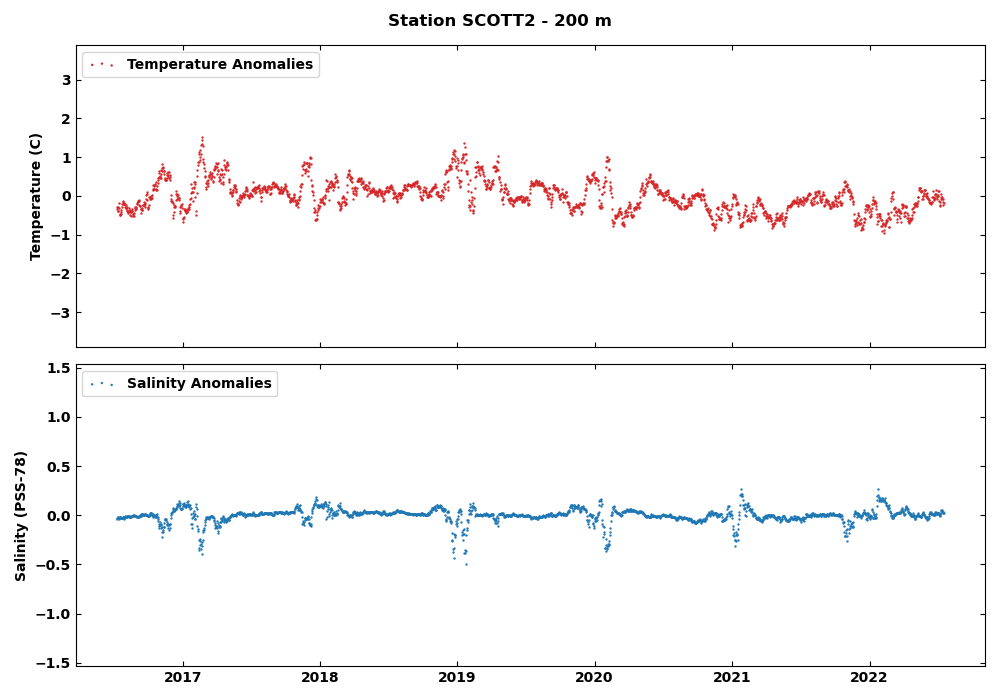 Station SCOTT2 - 200 m
Temperature Anomalies
Temperature (C)
3
2
1
0
−1
−2
−3
Salinity Anomalies
Salinity (PSS-78)
1.5
1.0
0.5
0.0
−0.5
−1.0
−1.5
2017 2018 2019 2020 2021 2022